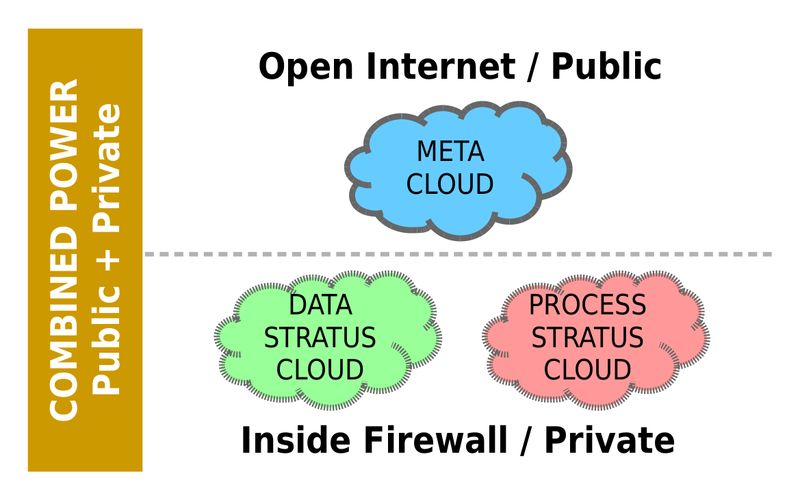 COMBINED POWER
Public + Private
Open Internet / Public
META
CLOUD
DATA
STRATUS
CLOUD
PROCESS
STRATUS
CLOUD
Inside Firewall / Private